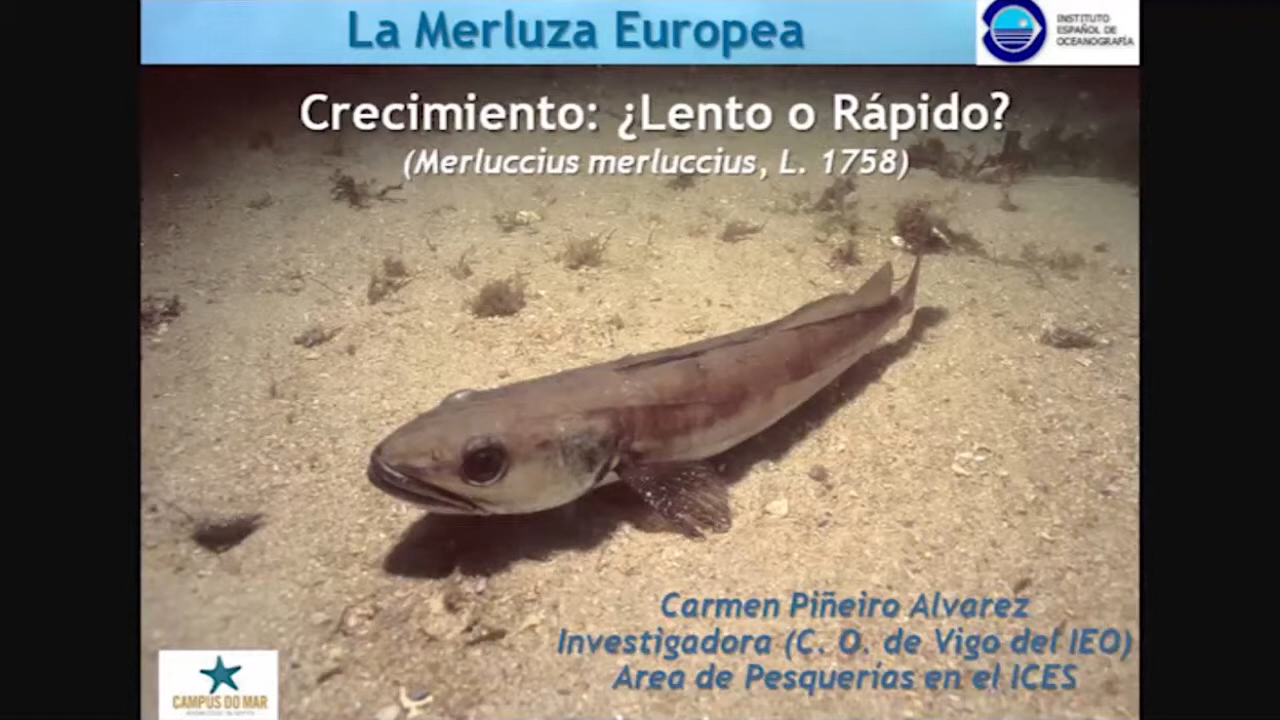 La Merluza Europea
INSTITUTO
ESPAÑOL DE
OCEANOGRAFÍA
Crecimiento: ¿Lento o Rápido?
(Merluccius merluccius, L. 1758)
Carmen Piñeiro Alvarez
Investigadora (C. O. de Vigo del IEO)
Area de Pesquerías en el ICES
CAMPUS DO MAR